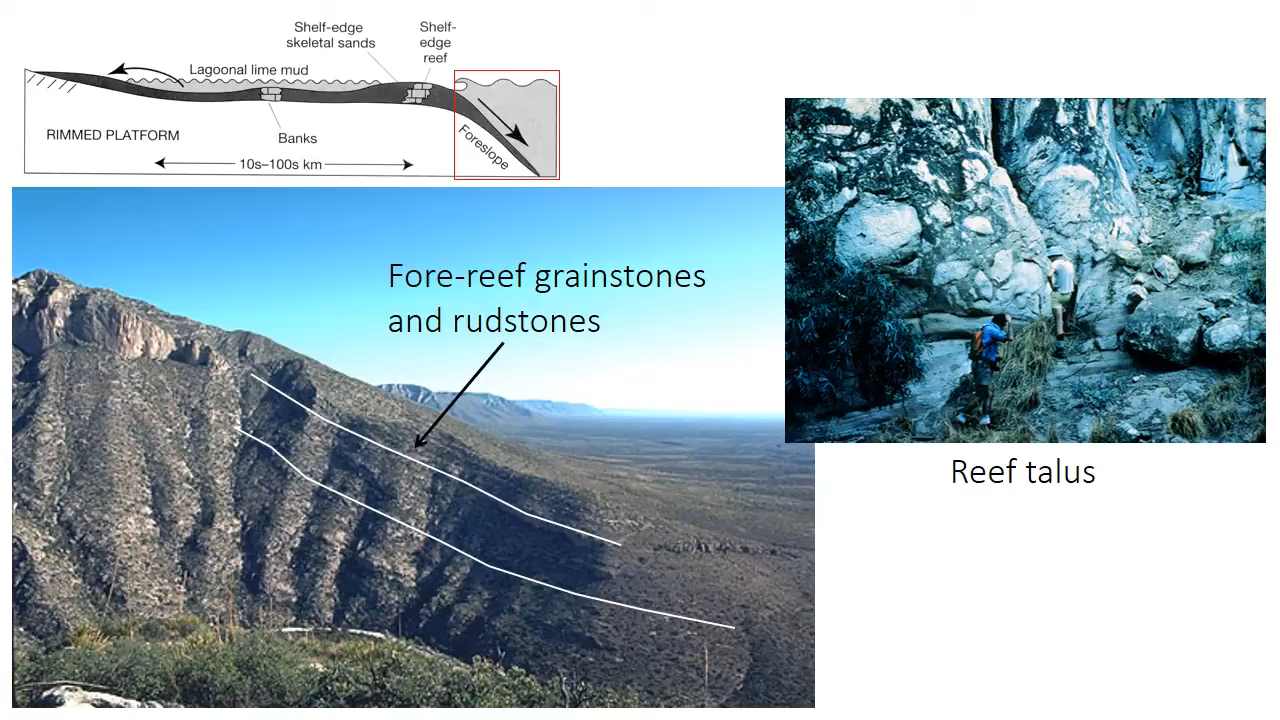 Shelf-edge
skeletal sands
Shelf-
edge
reef
Lagoonal lime mud
RIMMED PLATFORM
Banks
Foreslope
10s–100s km
Fore-reef grainstones
and rudstones
Reef talus